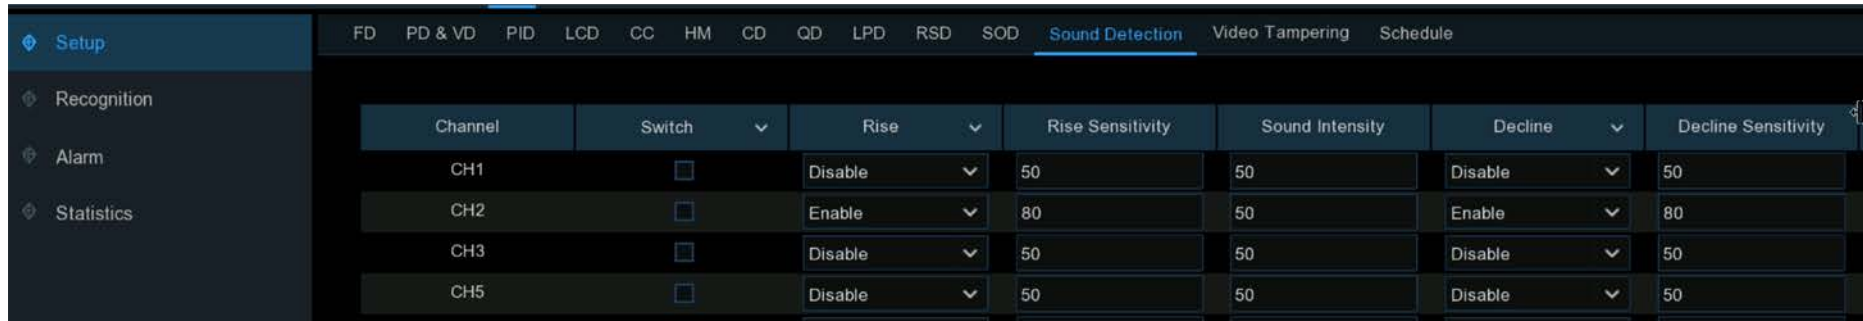 Setup
Recognition
Alarm
Statistics
FD PD & VD PID LCD CC HM CD QD LPD RSD SOD Sound Detection Video Tampering Schedule
Channel Switch Rise Rise Sensitivity Sound Intensity Decline Decline Sensitivity
CH1 Disable 50 50 Disable 50
CH2 Enable 80 50 Enable 80
CH3 Disable 50 50 Disable 50
CH5 Disable 50 50 Disable 50